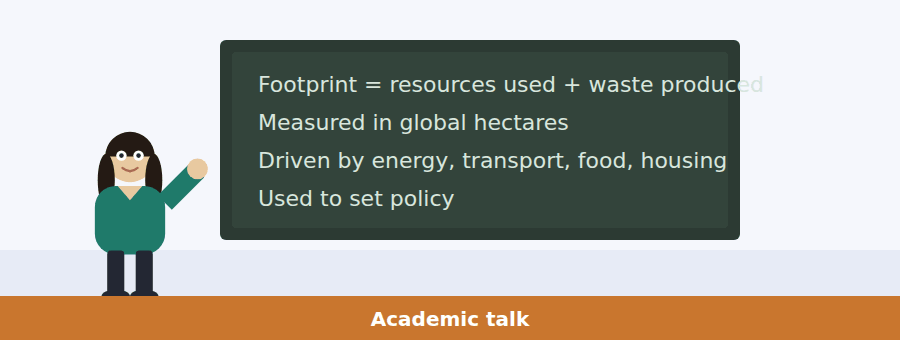 Footprint = resources used + waste produced
Measured in global hectares
Driven by energy, transport, food, housing
Used to set policy
Academic talk